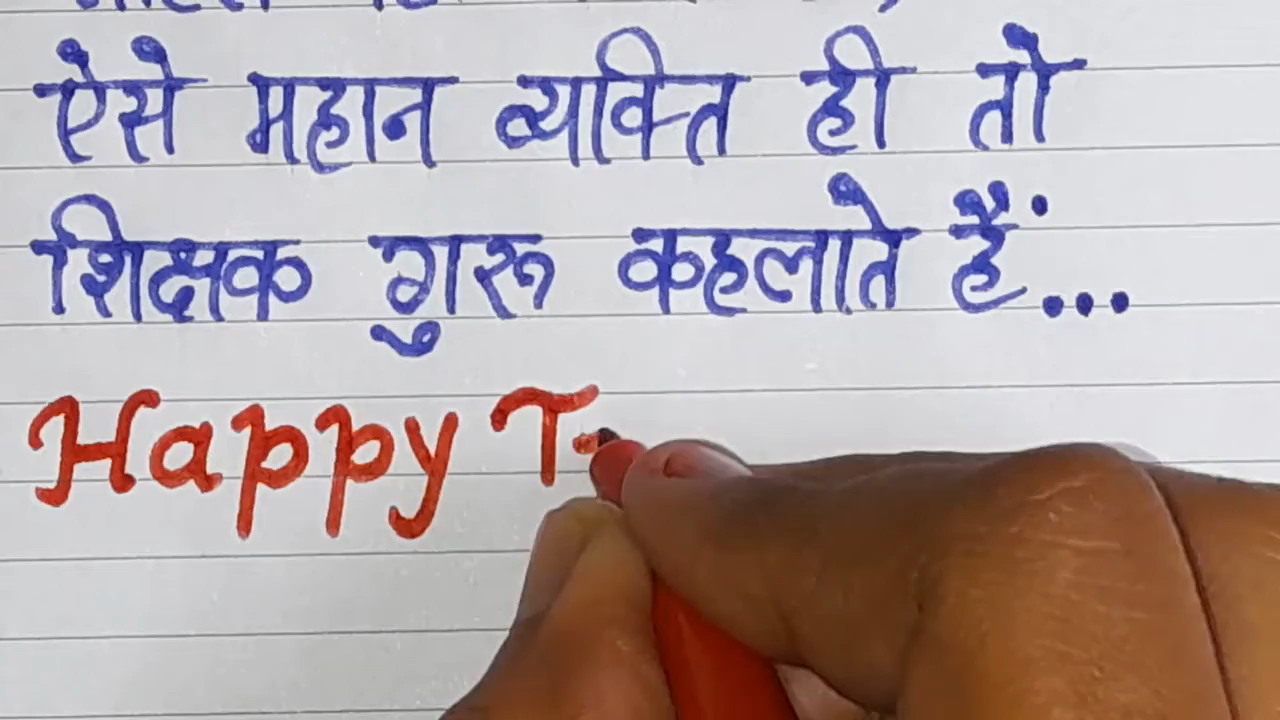 ऐसे महान व्यक्ति ही तो
शिक्षक गुरू कहलाते हैं...
Happy T